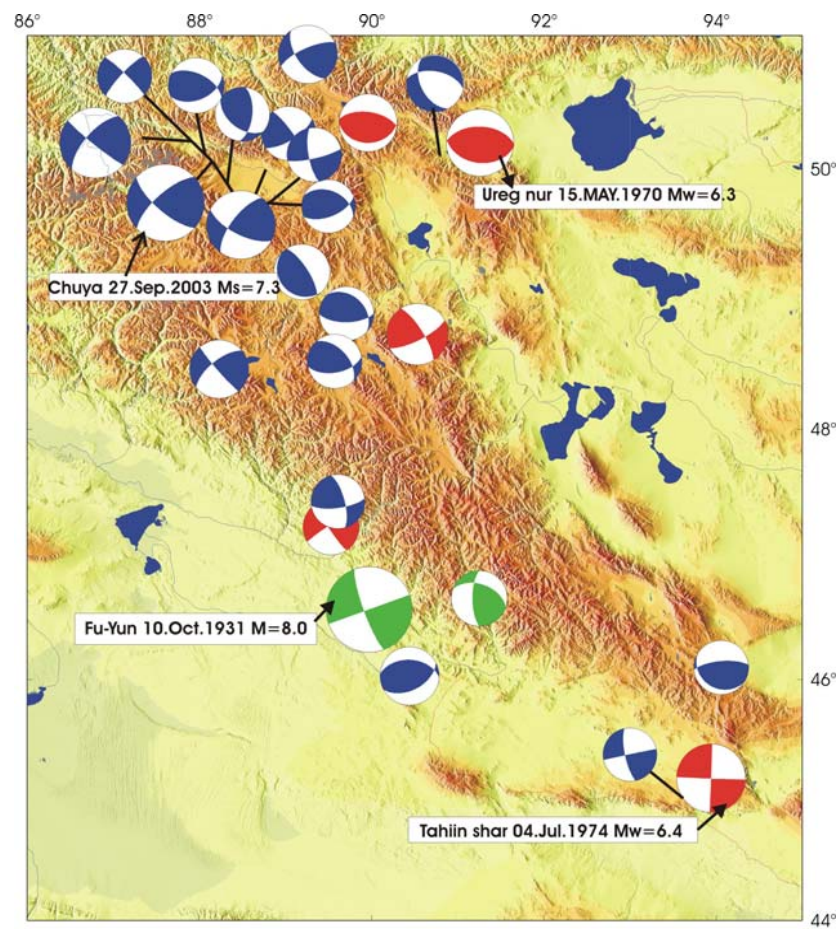 86° 88° 90° 92° 94°
50°
Ureg nur 15.MAY.1970 Mw=6.3
Chuya 27.Sep.2003 Ms=7.3
48°
Fu-Yun 10.Oct.1931 M=8.0
46°
Tahiin shar 04.Jul.1974 Mw=6.4
44°